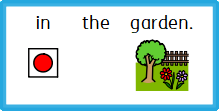 in the garden.